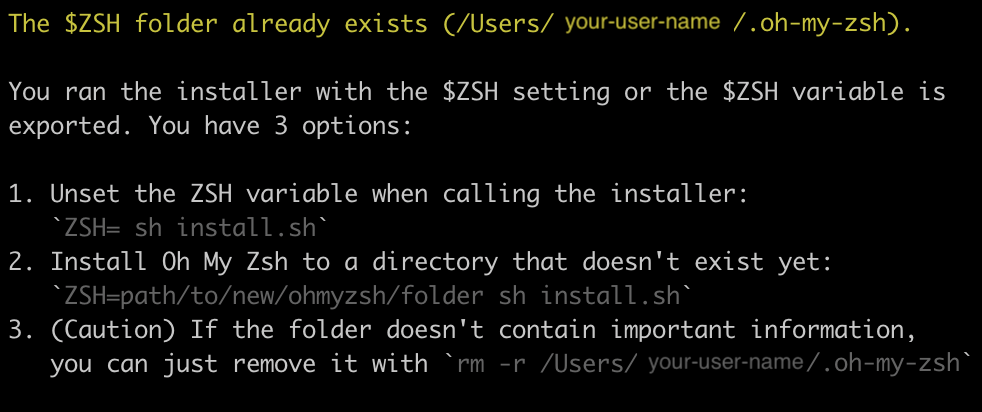 The $ZSH folder already exists (/Users/ your-user-name /.oh-my-zsh).
You ran the installer with the $ZSH setting or the $ZSH variable is
exported. You have 3 options:
1. Unset the ZSH variable when calling the installer:
`ZSH= sh install.sh`
2. Install Oh My Zsh to a directory that doesn't exist yet:
`ZSH=path/to/new/ohmyzsh/folder sh install.sh`
3. (Caution) If the folder doesn't contain important information,
you can just remove it with `rm -r /Users/ your-user-name/.oh-my-zsh`